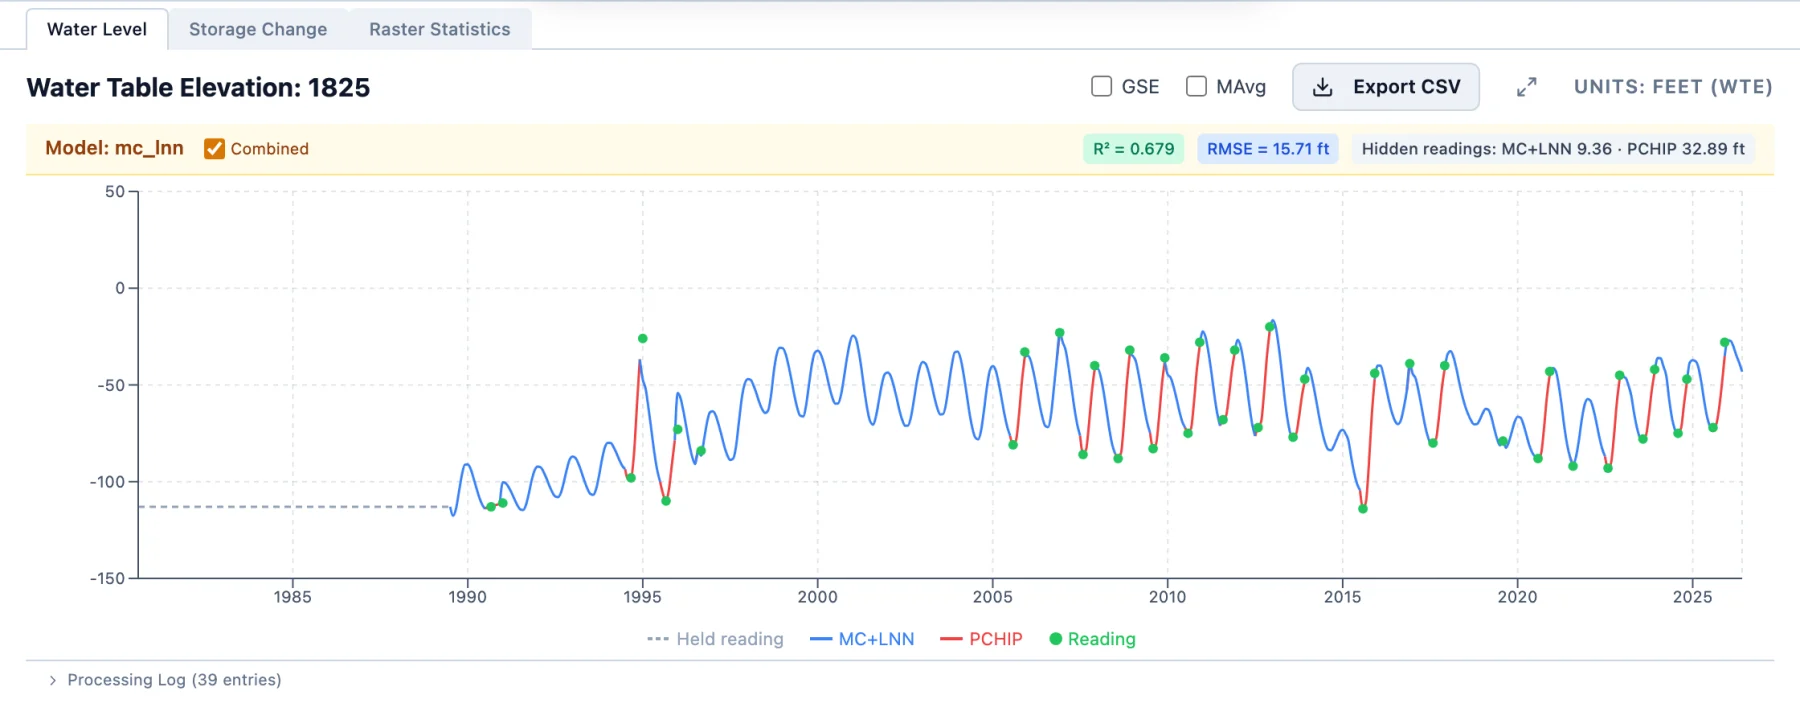 Water Level Storage Change Raster Statistics
Water Table Elevation: 1825 GSE MAvg Export CSV UNITS: FEET (WTE)
Model: mc_lnn Combined R² = 0.679 RMSE = 15.71 ft Hidden readings: MC+LNN 9.36 · PCHIP 32.89 ft
50
0
-50
-100
-150
1985 1990 1995 2000 2005 2010 2015 2020 2025
Held reading MC+LNN PCHIP Reading
Processing Log (39 entries)